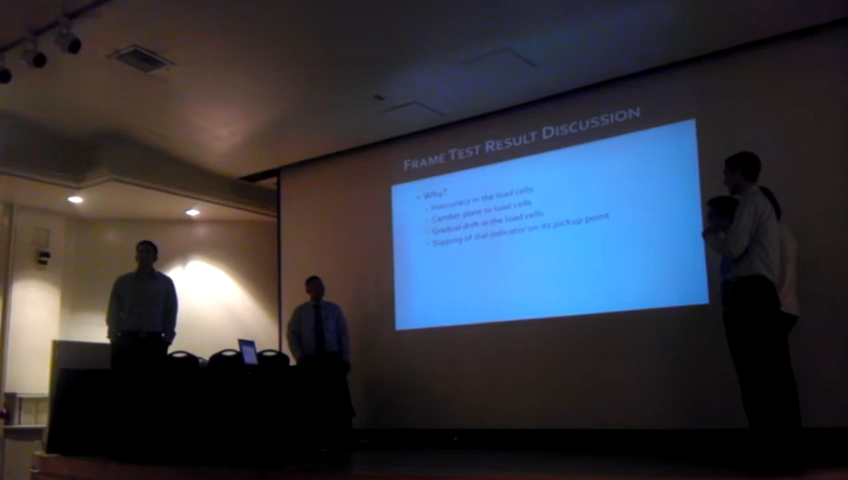 FRAME TEST RESULT DISCUSSION
Why?
Inaccuracy in the load cells
Camber plate to load cells
Gradual drift in the load cells
Slipping of dial indicator on its pickup point